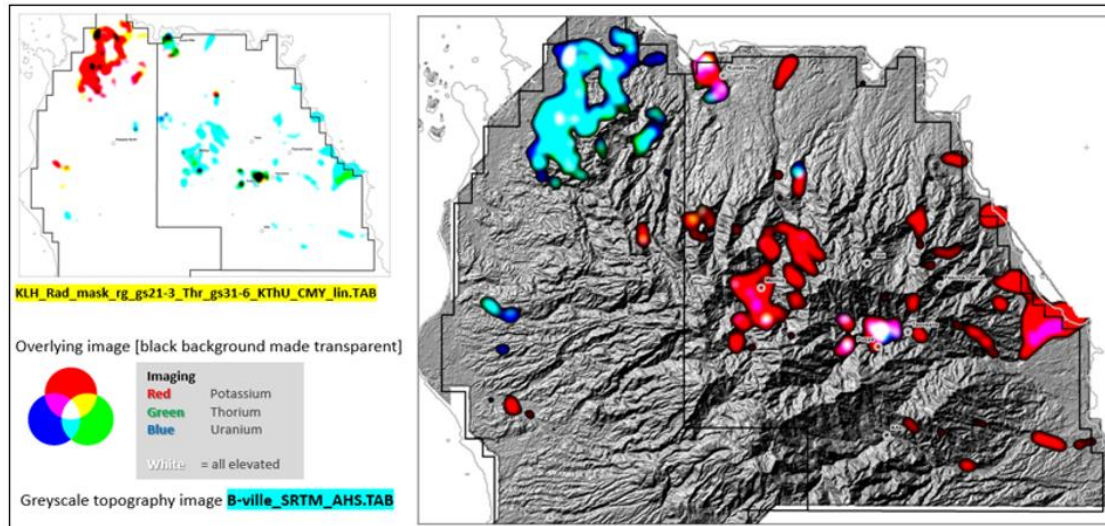 KLH_Rad_mask_rg_gs21-3_Thr_gs31-6_KThU_CMY_lin.TAB
Overlying image [black background made transparent]
Imaging
Red Potassium
Green Thorium
Blue Uranium
White = all elevated
Greyscale topography image B-ville_SRTM_AHS.TAB